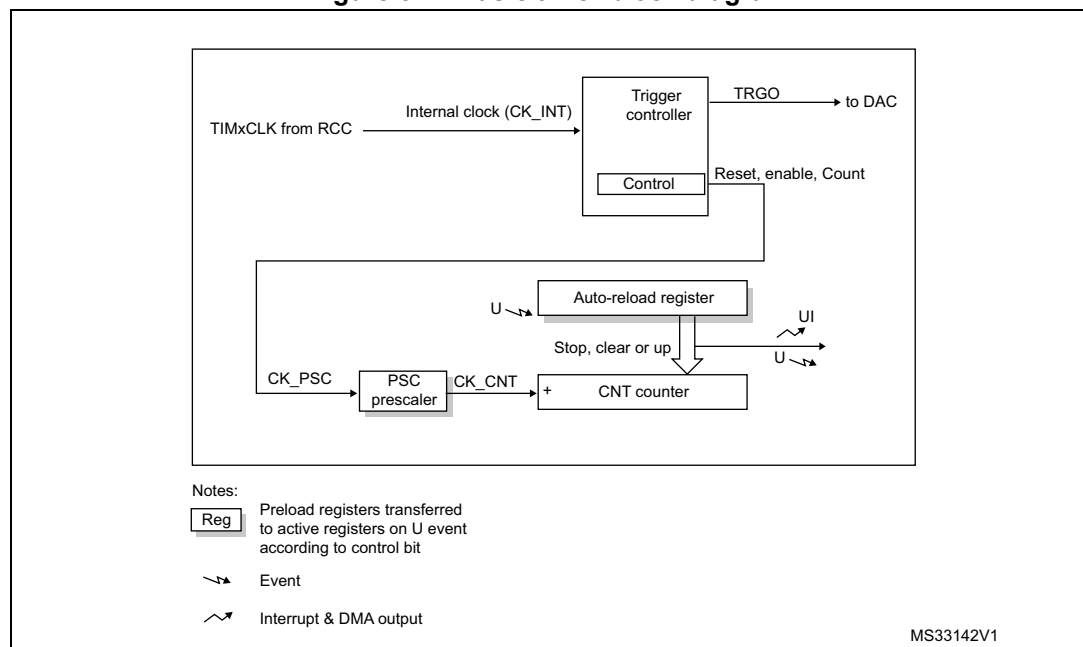 Trigger
controller
TRGO
to DAC
Internal clock (CK_INT)
TIMxCLK from RCC
Control
Reset, enable, Count
Auto-reload register
U
UI
Stop, clear or up
U
CK_PSC
PSC
prescaler
CK_CNT
+
CNT counter
Notes:
Reg
Preload registers transferred
to active registers on U event
according to control bit
Event
Interrupt & DMA output
MS33142V1